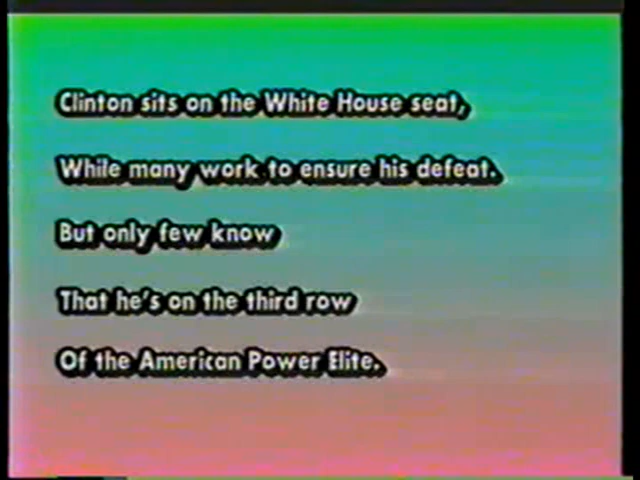 Clinton sits on the White House seat,
While many work to ensure his defeat.
But only few know
That he's on the third row
Of the American Power Elite.